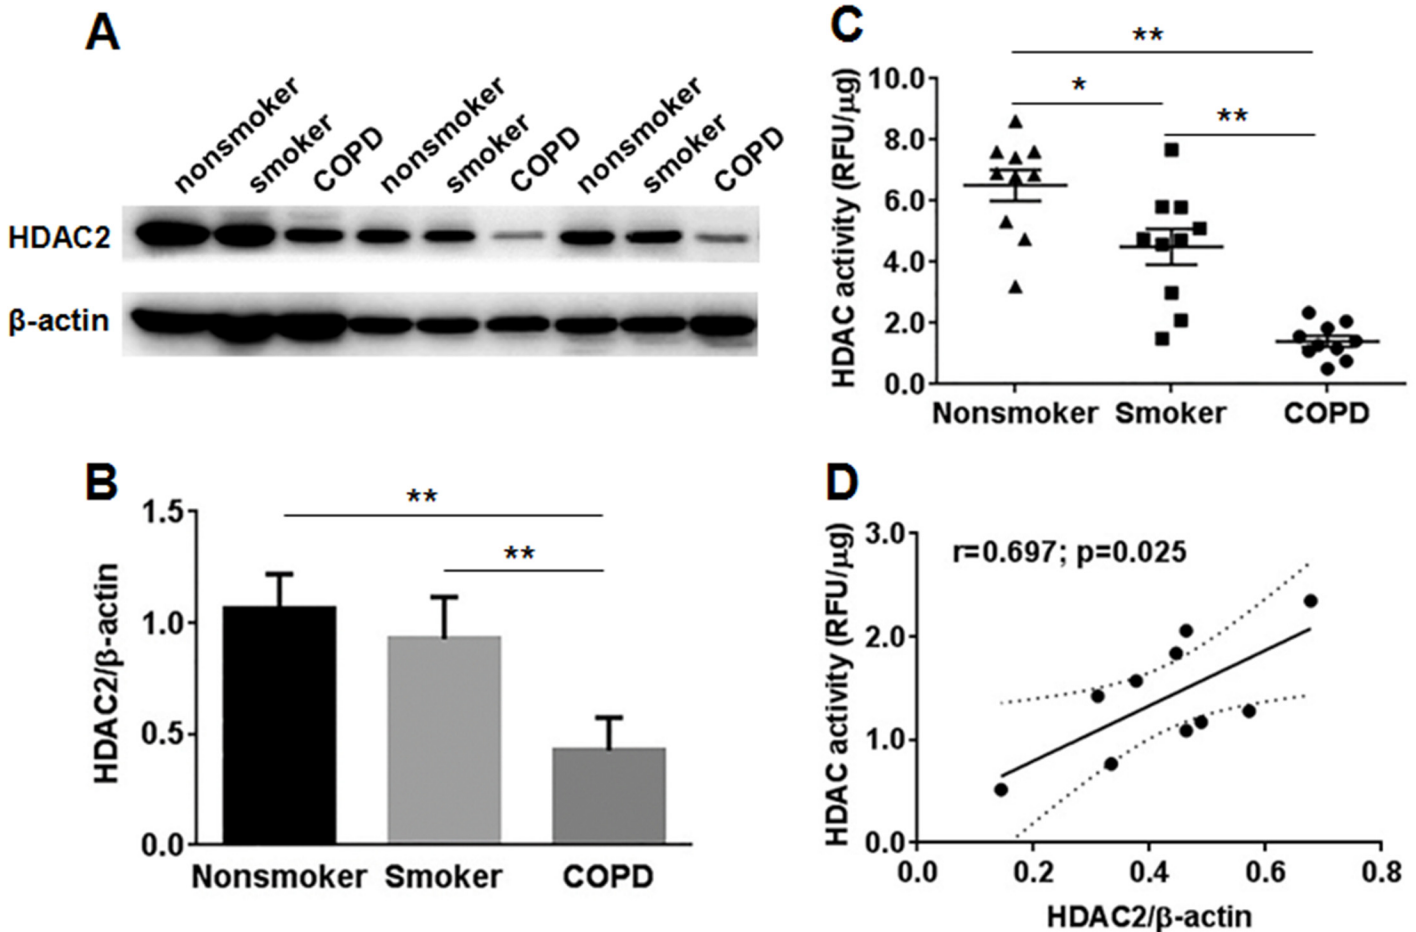 A
nonsmoker smoker COPD nonsmoker smoker COPD nonsmoker smoker COPD
HDAC2
β-actin
B
** 
**
HDAC2/β-actin
1.5
1.0
0.5
0.0
Nonsmoker Smoker COPD
C
**
*
**
HDAC activity (RFU/μg)
10.0
8.0
6.0
4.0
2.0
0.0
Nonsmoker Smoker COPD
D
r=0.697; p=0.025
HDAC activity (RFU/μg)
3.0
2.0
1.0
0.0
0.0 0.2 0.4 0.6 0.8
HDAC2/β-actin